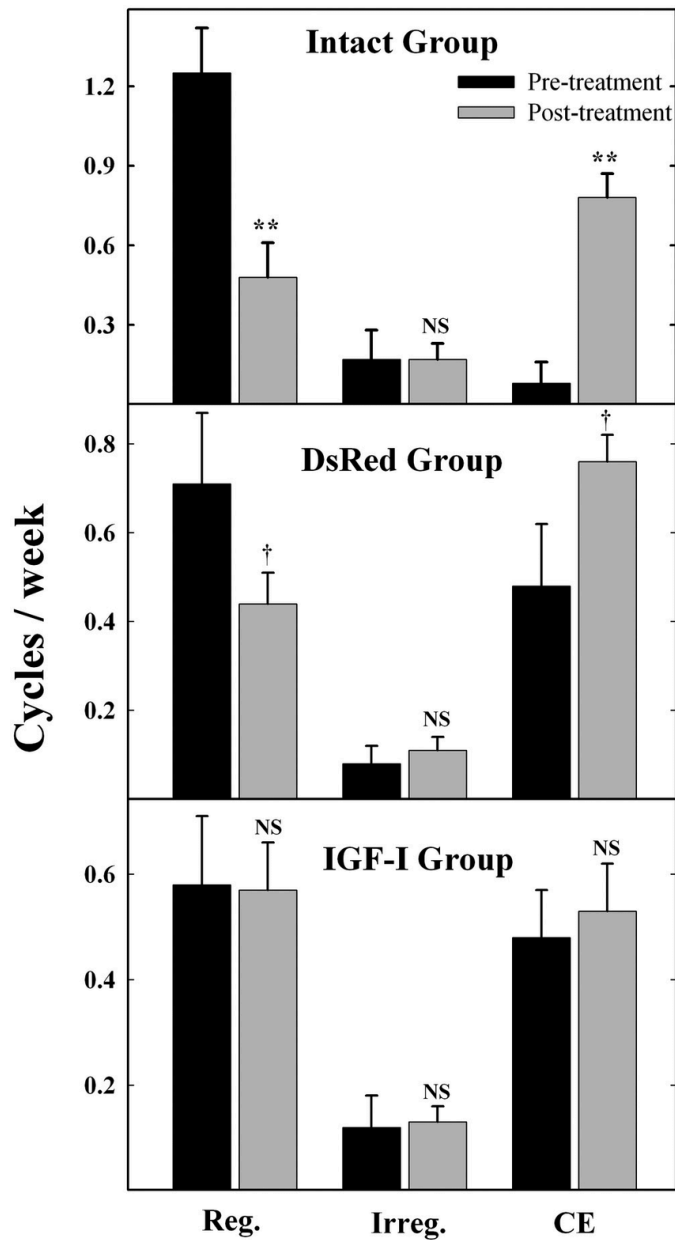 Intact Group
Pre-treatment
Post-treatment
1.2
0.9
0.6
0.3
**
NS
**
DsRed Group
0.8
0.6
0.4
0.2
†
NS
†
Cycles / week
IGF-I Group
0.6
0.4
0.2
NS
NS
NS
Reg. Irreg. CE